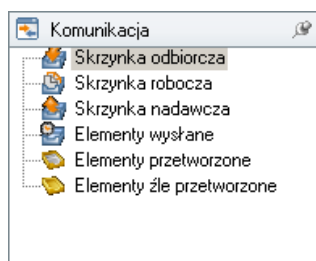 Komunikacja
Skrzynka odbiorcza
Skrzynka robocza
Skrzynka nadawcza
Elementy wysłane
Elementy przetworzone
Elementy źle przetworzone